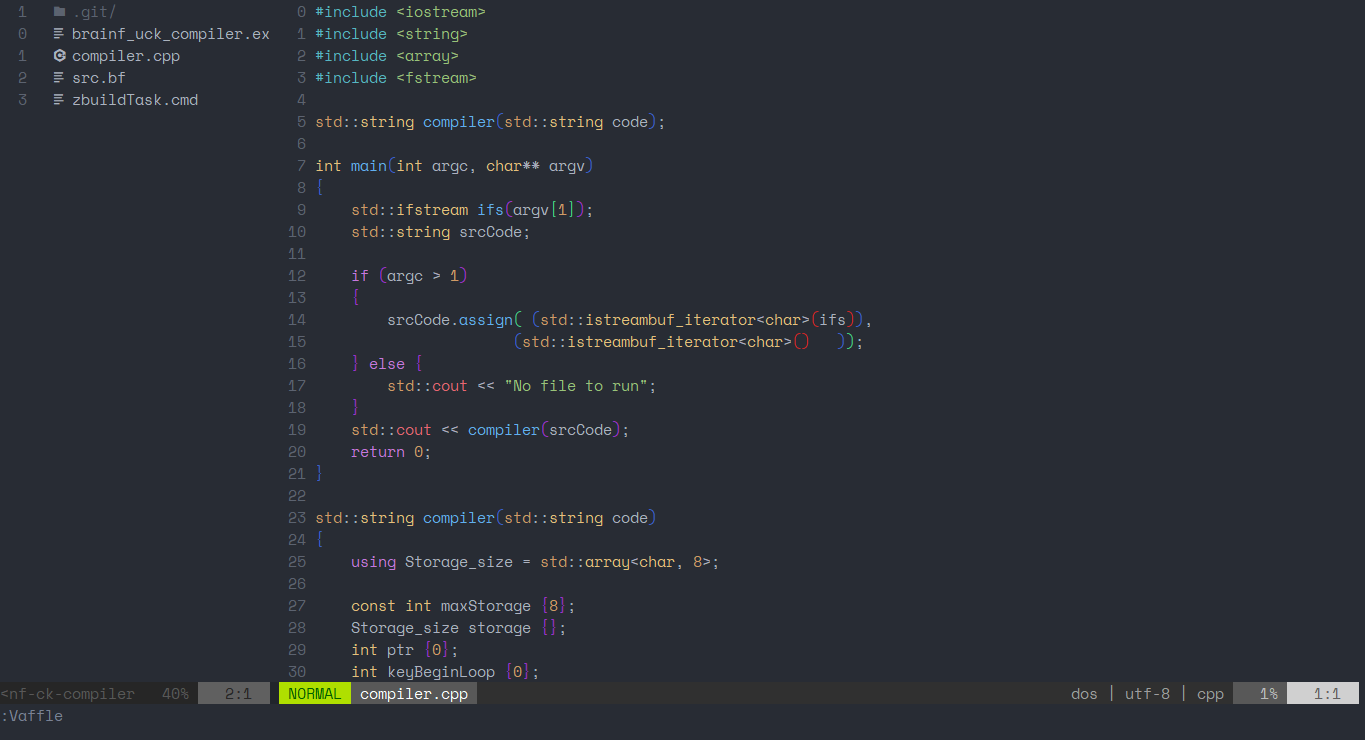 1 .git/
0 brainf_uck_compiler.ex
1 compiler.cpp
2 src.bf
3 zbuildTask.cmd
0 #include <iostream>
1 #include <string>
2 #include <array>
3 #include <fstream>
4
5 std::string compiler(std::string code);
6
7 int main(int argc, char** argv)
8 {
9     std::ifstream ifs(argv[1]);
10     std::string srcCode;
11
12     if (argc > 1)
13     {
14         srcCode.assign( (std::istreambuf_iterator<char>(ifs)),
15                       (std::istreambuf_iterator<char>()   ));
16     } else {
17         std::cout << "No file to run";
18     }
19     std::cout << compiler(srcCode);
20     return 0;
21 }
22
23 std::string compiler(std::string code)
24 {
25     using Storage_size = std::array<char, 8>;
26
27     const int maxStorage {8};
28     Storage_size storage {};
29     int ptr {0};
30     int keyBeginLoop {0};
<nf-ck-compiler 40% 2:1 NORMAL compiler.cpp dos | utf-8 | cpp 1% 1:1
:Vaffle